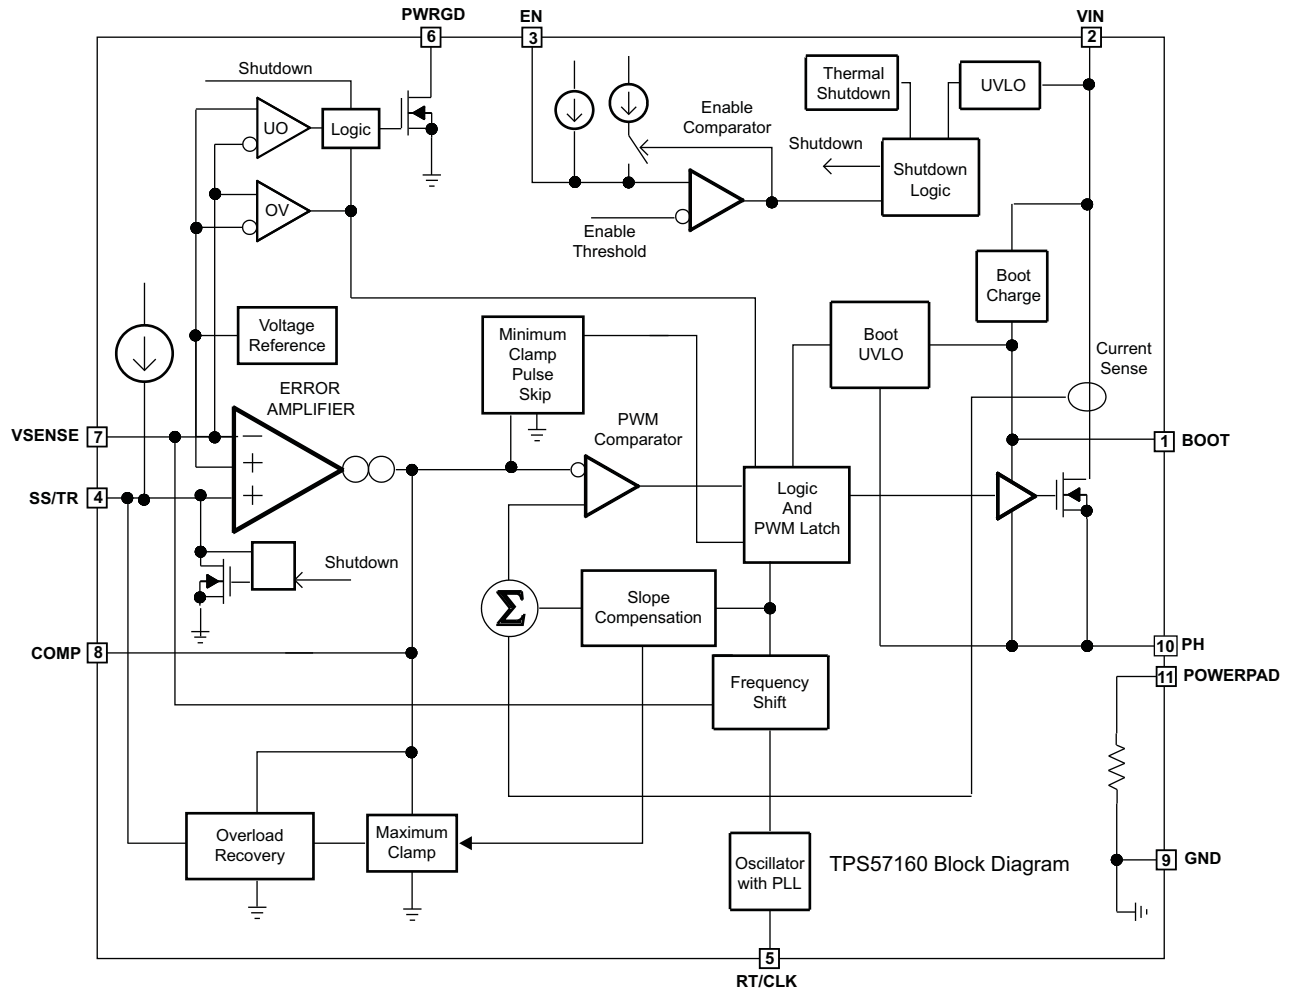 PWRGD
EN
VIN
6
3
2
Shutdown
Thermal
Shutdown
UVLO
UO
Logic
Enable
Comparator
Shutdown
Shutdown
Logic
OV
Enable
Threshold
Boot
Charge
Voltage
Reference
Minimum
Clamp
Pulse
Skip
Boot
UVLO
Current
Sense
ERROR
AMPLIFIER
PWM
Comparator
VSENSE
7
−
1
BOOT
+
SS/TR
4
+
Logic
And
PWM Latch
Shutdown
Σ
Slope
Compensation
COMP
8
10
PH
11
POWERPAD
Frequency
Shift
Overload
Recovery
Maximum
Clamp
Oscillator
with PLL
TPS57160 Block Diagram
9
GND
5
RT/CLK